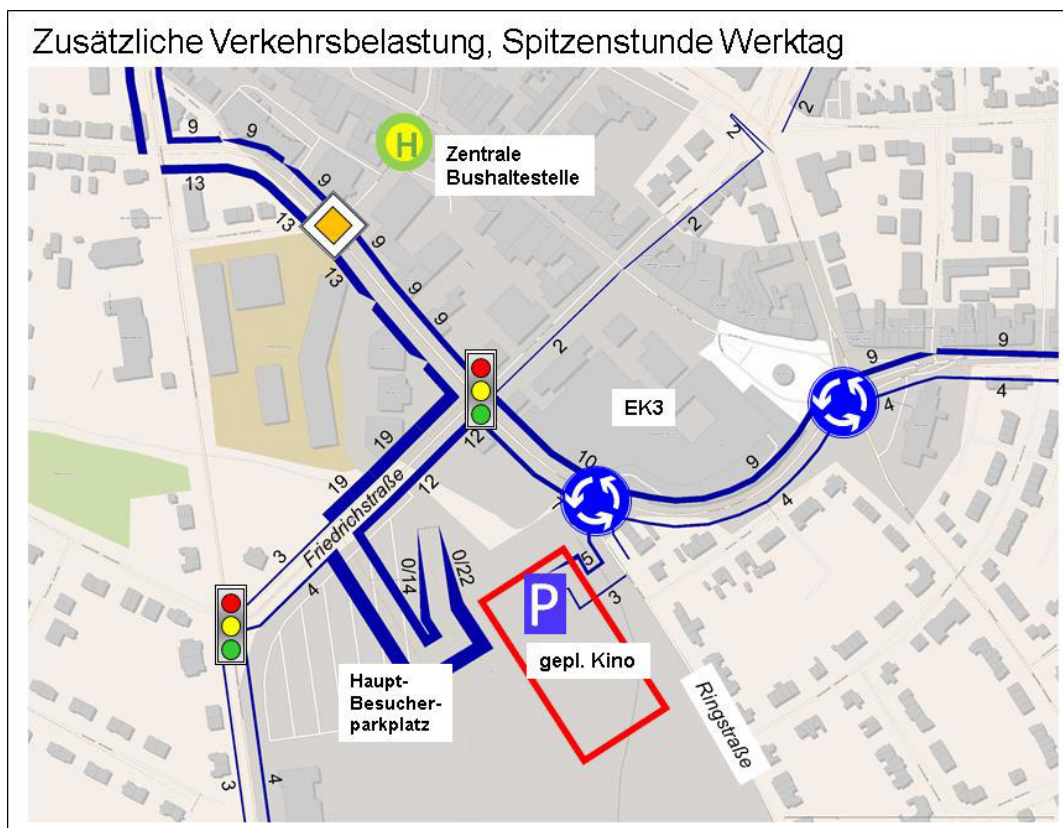 Zusätzliche Verkehrsbelastung, Spitzenstunde Werktag
2
2
9
9
H
Zentrale
Bushaltestelle
13
9
13
2
9
13
9
9
2
9
9
EK3
4
4
19
12
10
9
19
12
7
4
Friedrichstraße
3
0/22
5
4
0/14
P
3
gepl. Kino
Haupt-
Besucher-
parkplatz
Ringstraße
3
4